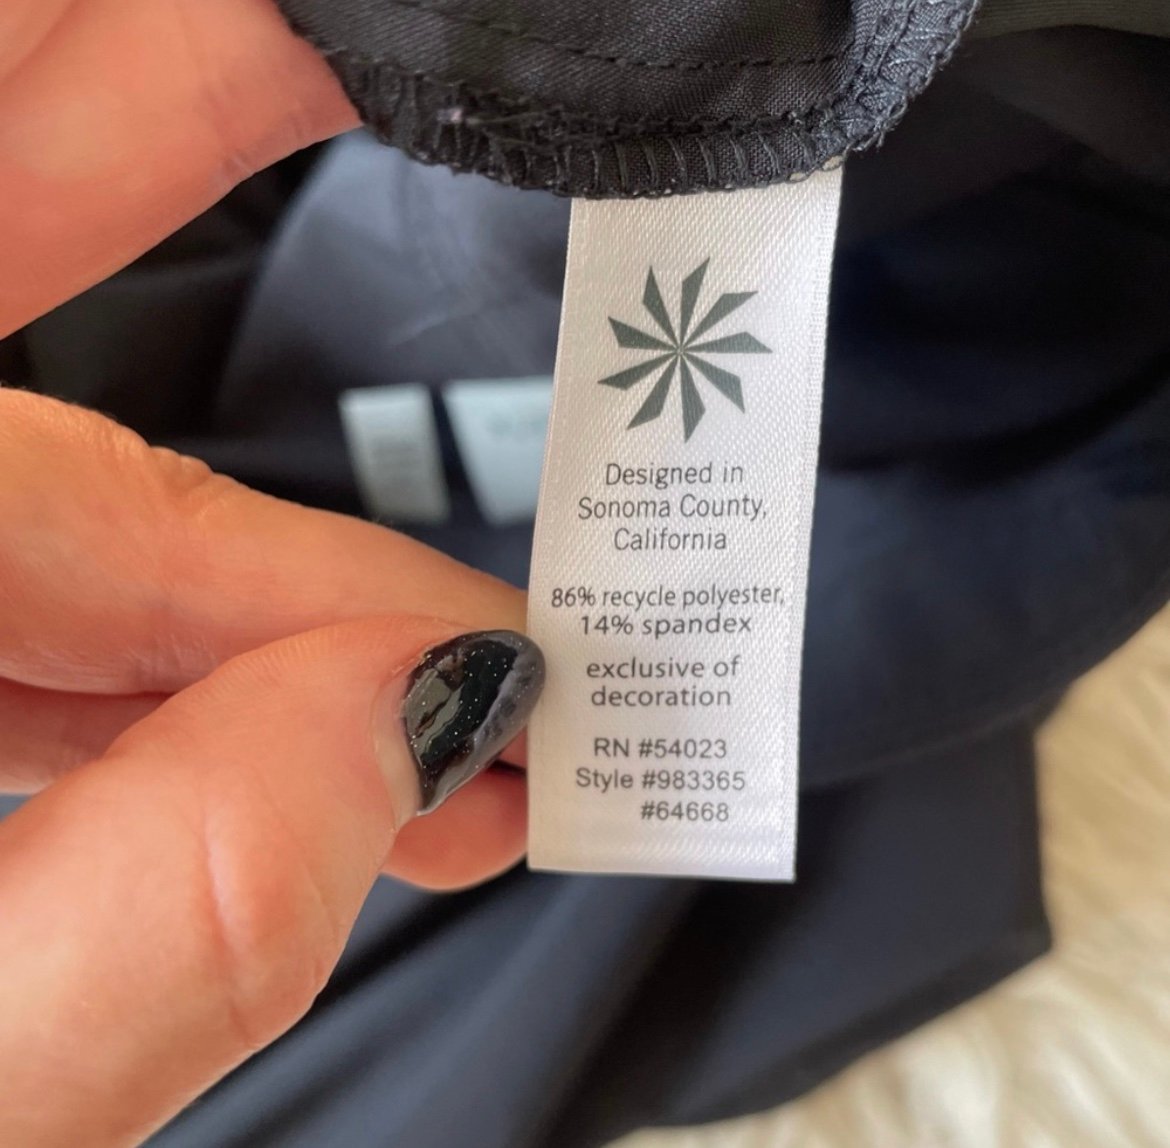 Designed in
Sonoma County,
California
86% recycle polyester,
14% spandex
exclusive of
decoration
RN #54023
Style #983365
#64668